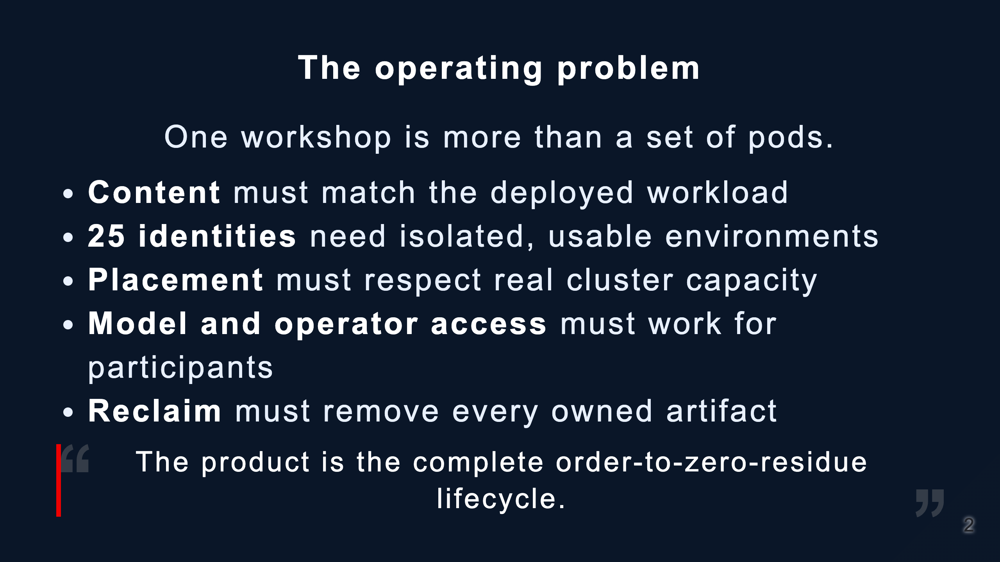 The operating problem
One workshop is more than a set of pods.
• Content must match the deployed workload
• 25 identities need isolated, usable environments
• Placement must respect real cluster capacity
• Model and operator access must work for
participants
• Reclaim must remove every owned artifact
“ The product is the complete order-to-zero-residue
lifecycle. ”
2